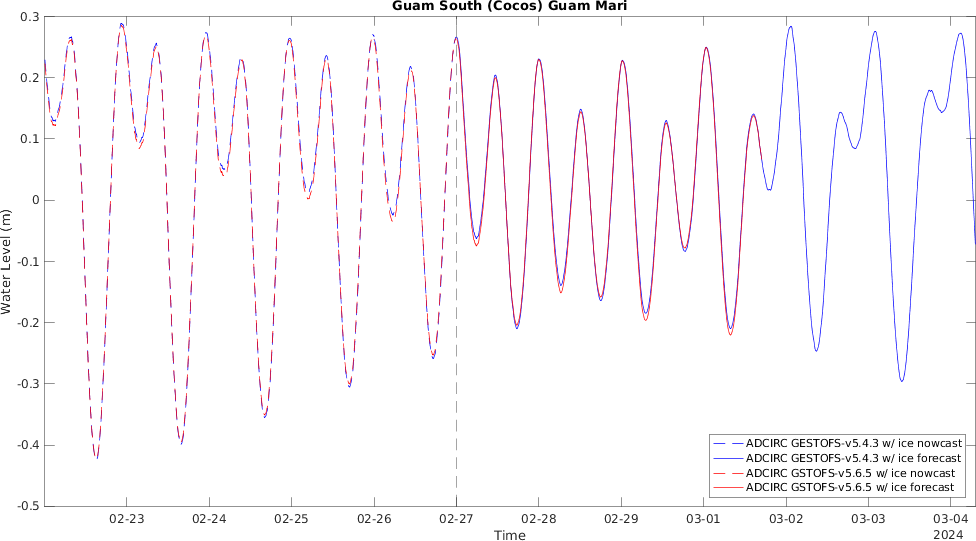 Guam South (Cocos) Guam Mari
0.3
0.2
0.1
0
-0.1
-0.2
-0.3
-0.4
-0.5
Water Level (m)
ADCIRC GESTOFS-v5.4.3 w/ ice nowcast
ADCIRC GESTOFS-v5.4.3 w/ ice forecast
ADCIRC GSTOFS-v5.6.5 w/ ice nowcast
ADCIRC GSTOFS-v5.6.5 w/ ice forecast
02-23 02-24 02-25 02-26 02-27 02-28 02-29 03-01 03-02 03-03 03-04
Time 2024